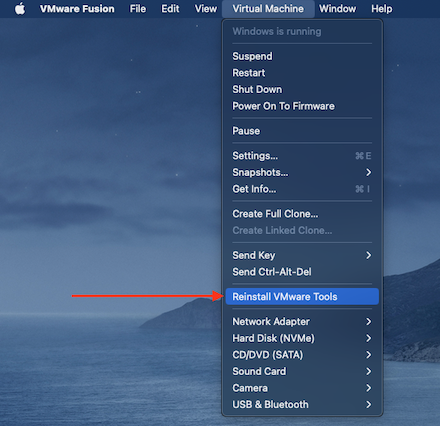 VMware Fusion File Edit View Virtual Machine Window Help
Windows is running
Suspend
Restart
Shut Down
Power On To Firmware
Pause
Settings... ⌘ E
Snapshots...
Get Info... ⌘ I
Create Full Clone...
Create Linked Clone...
Send Key
Send Ctrl-Alt-Del
Reinstall VMware Tools
Network Adapter
Hard Disk (NVMe)
CD/DVD (SATA)
Sound Card
Camera
USB & Bluetooth